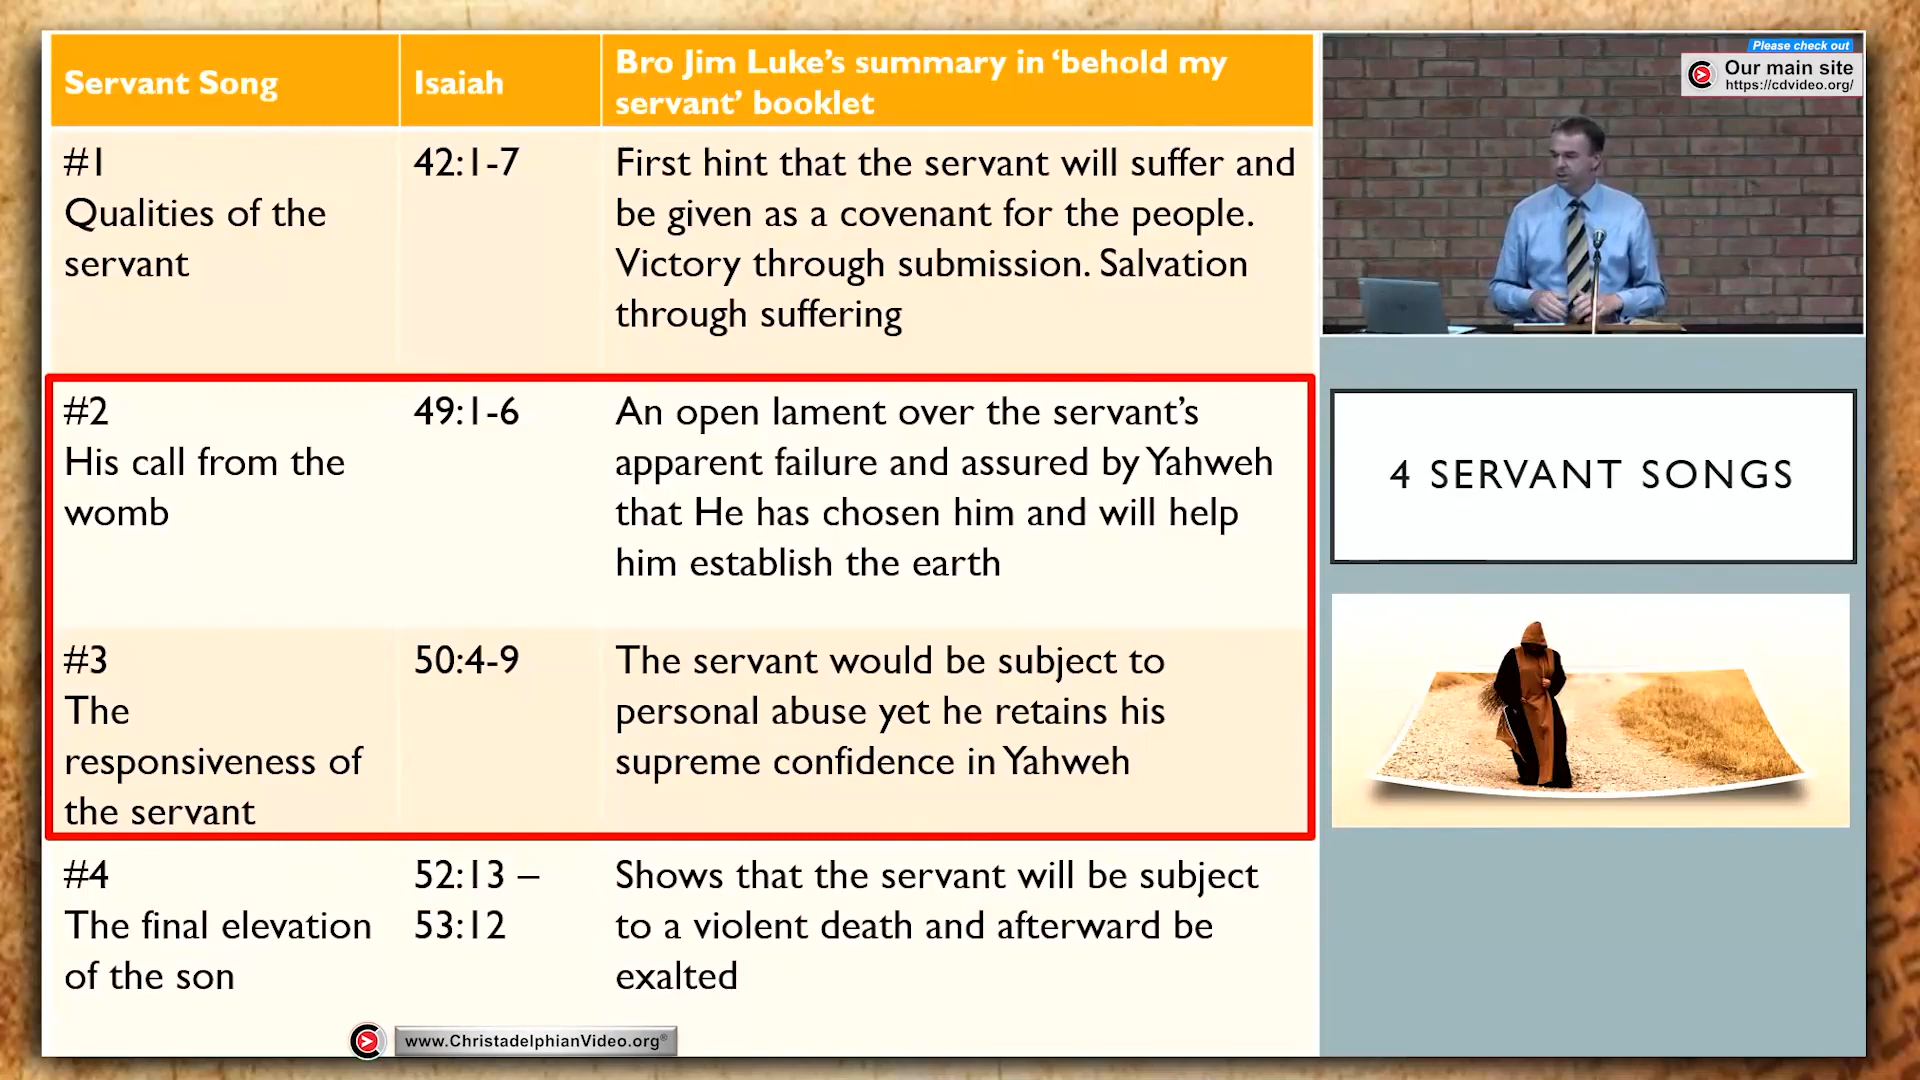 Servant Song
Isaiah
Bro Jim Luke's summary in 'behold my
servant' booklet
#1
Qualities of the
servant
42:1-7
First hint that the servant will suffer and
be given as a covenant for the people.
Victory through submission. Salvation
through suffering
#2
His call from the
womb
49:1-6
An open lament over the servant's
apparent failure and assured by Yahweh
that He has chosen him and will help
him establish the earth
#3
The
responsiveness of
the servant
50:4-9
The servant would be subject to
personal abuse yet he retains his
supreme confidence in Yahweh
#4
The final elevation
of the son
52:13 –
53:12
Shows that the servant will be subject
to a violent death and afterward be
exalted
www.ChristadelphianVideo.org®
Please check out
Our main site
https://cdvideo.org/
4 SERVANT SONGS